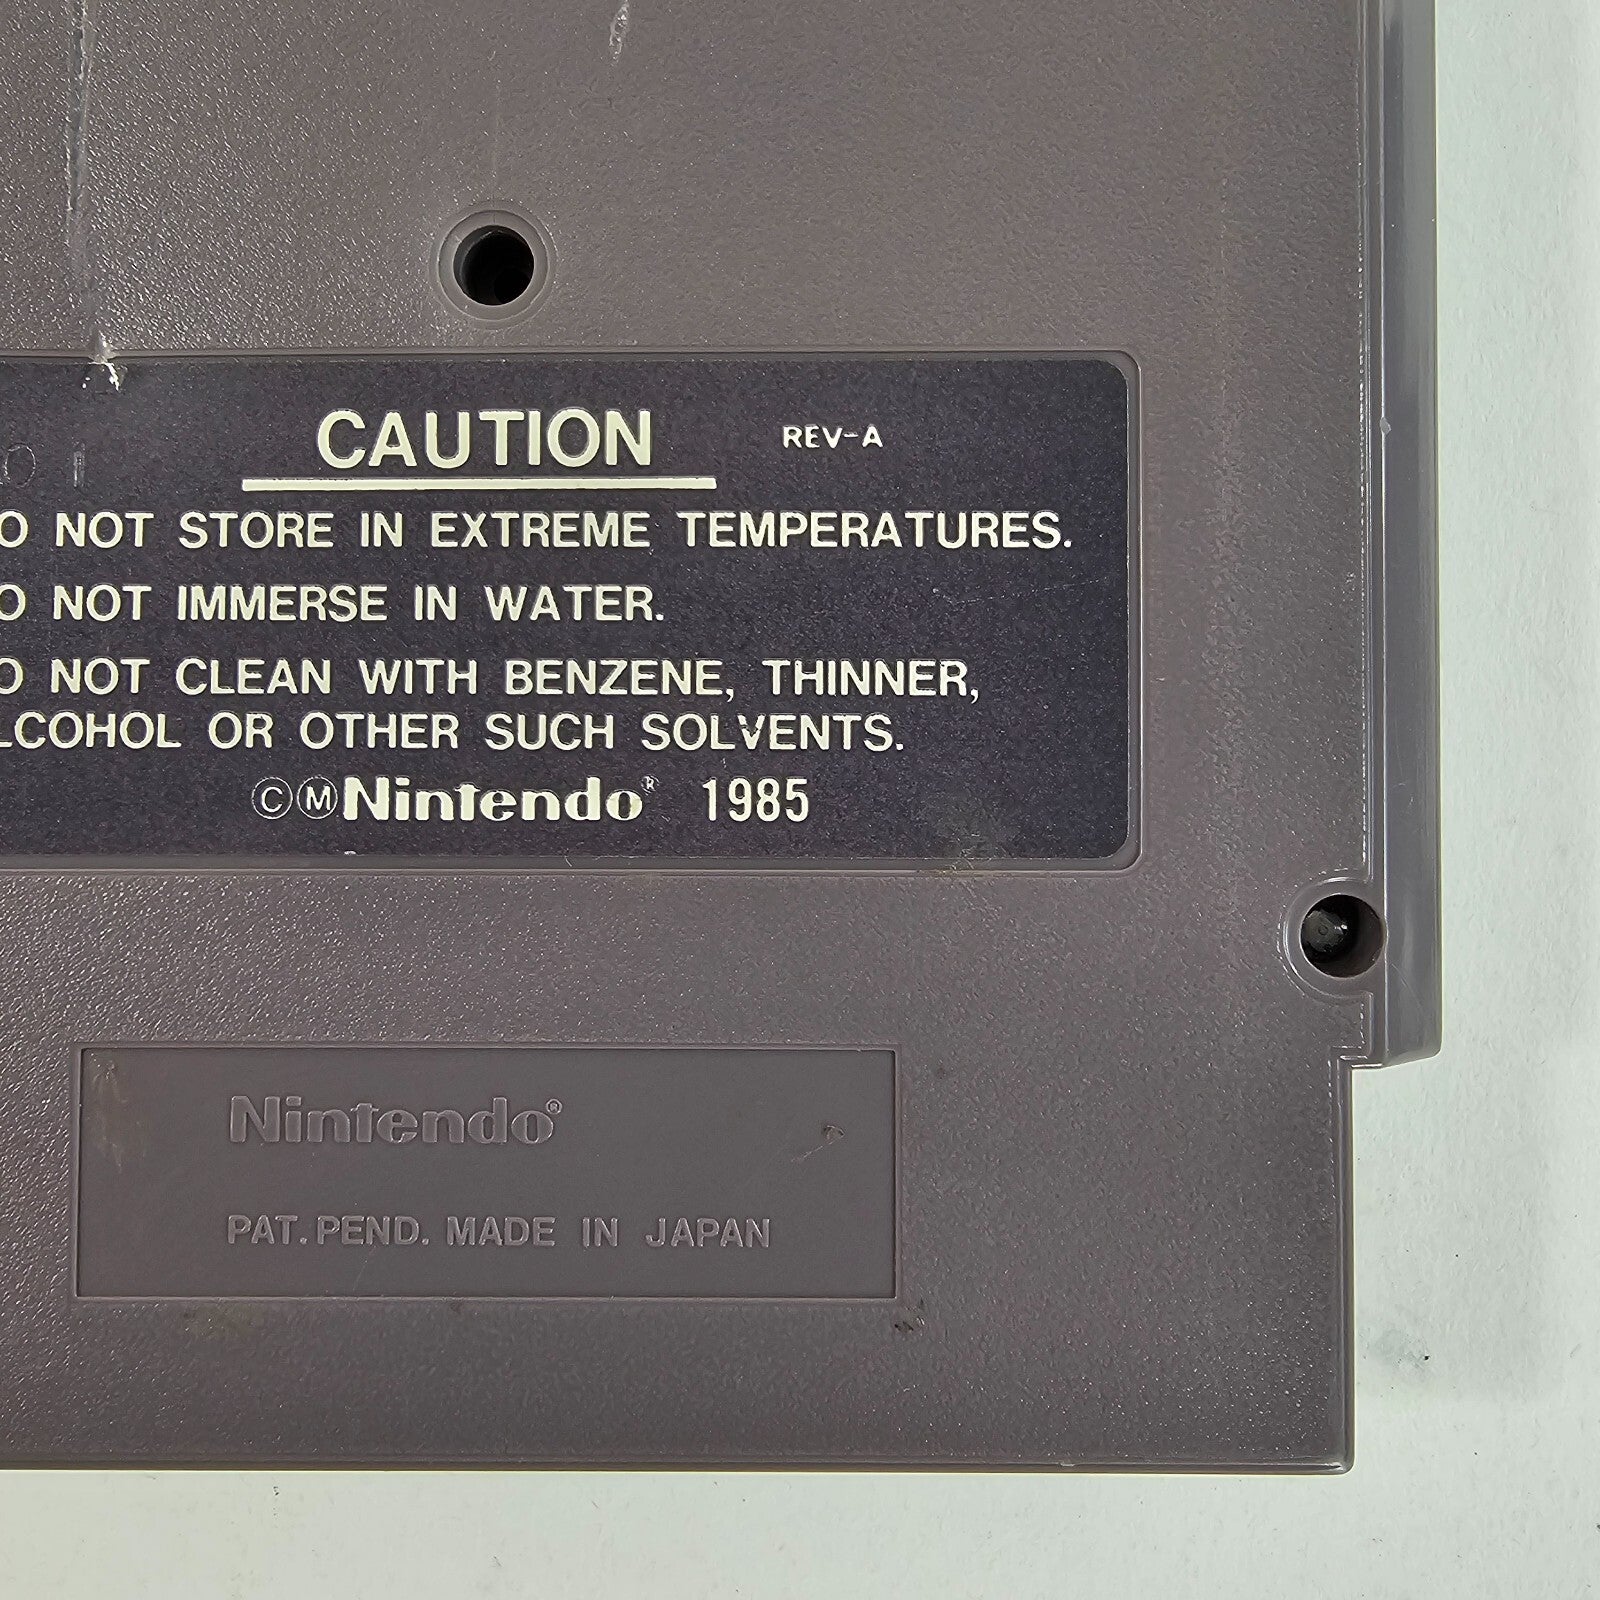 CAUTION REV-A
O NOT STORE IN EXTREME TEMPERATURES.
O NOT IMMERSE IN WATER.
O NOT CLEAN WITH BENZENE, THINNER,
LCOHOL OR OTHER SUCH SOLVENTS.
ⒸⓂNintendo® 1985
Nintendo®
PAT. PEND. MADE IN JAPAN